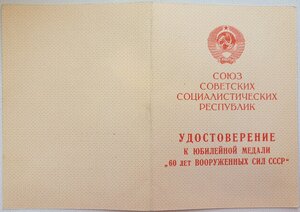 СОЮЗ
СОВЕТСКИХ
СОЦИАЛИСТИЧЕСКИХ
РЕСПУБЛИК
УДОСТОВЕРЕНИЕ
К ЮБИЛЕЙНОЙ МЕДАЛИ
„60 ЛЕТ ВООРУЖЕННЫХ СИЛ СССР“